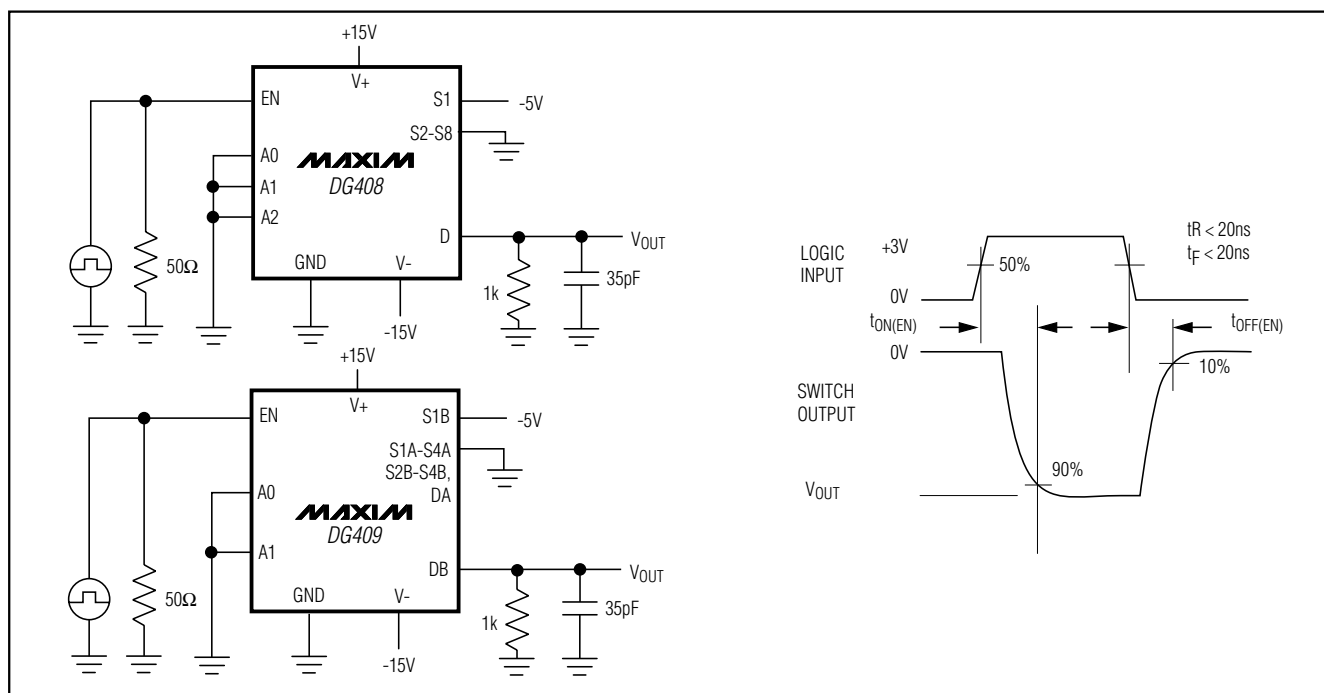 +15V
V+
EN
S1
-5V
S2-S8
A0
A1
A2
MAXIM
DG408
D
VOUT
GND
V-
50Ω
1k
35pF
-15V
+15V
V+
EN
S1B
-5V
S1A-S4A
S2B-S4B,
DA
A0
MAXIM
DG409
A1
DB
VOUT
GND
V-
50Ω
1k
35pF
-15V
LOGIC
INPUT
+3V
50%
tR < 20ns
tF < 20ns
0V
tON(EN)
tOFF(EN)
0V
10%
SWITCH
OUTPUT
90%
VOUT